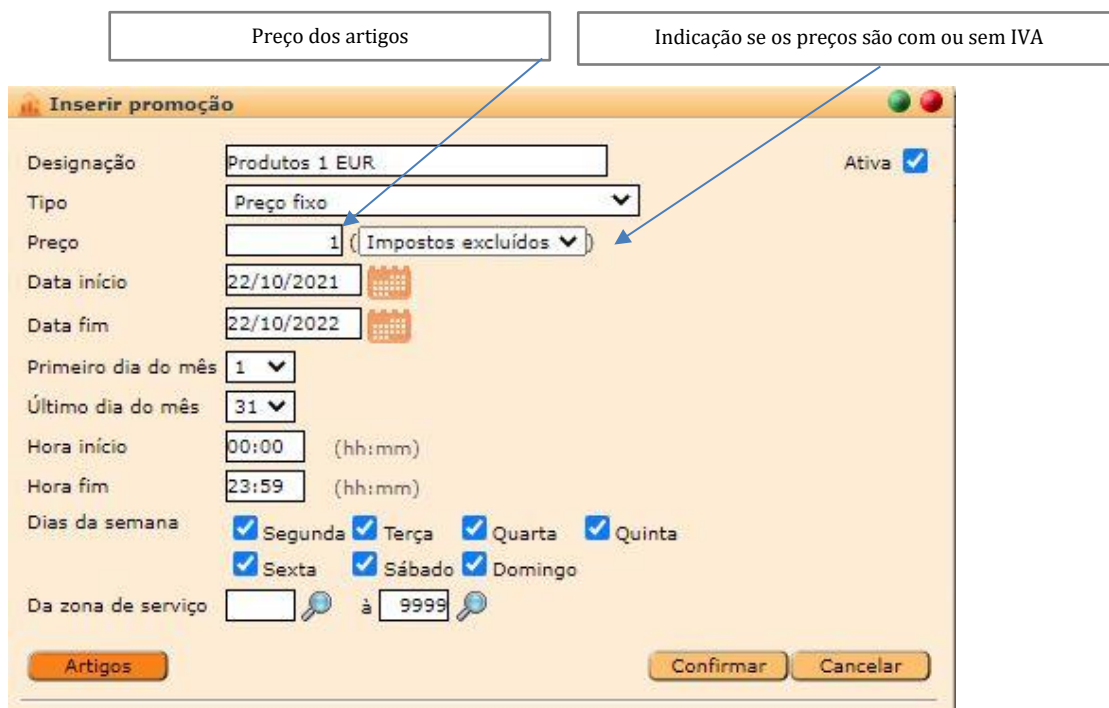 Preço dos artigos
Indicação se os preços são com ou sem IVA
Inserir promoção
Designação Produtos 1 EUR Ativa
Tipo Preço fixo
Preço 1 ( Impostos excluídos )
Data início 22/10/2021
Data fim 22/10/2022
Primeiro dia do mês 1
Último dia do mês 31
Hora início 00:00 (hh:mm)
Hora fim 23:59 (hh:mm)
Dias da semana Segunda Terça Quarta Quinta
Sexta Sábado Domingo
Da zona de serviço à 9999
Artigos Confirmar Cancelar